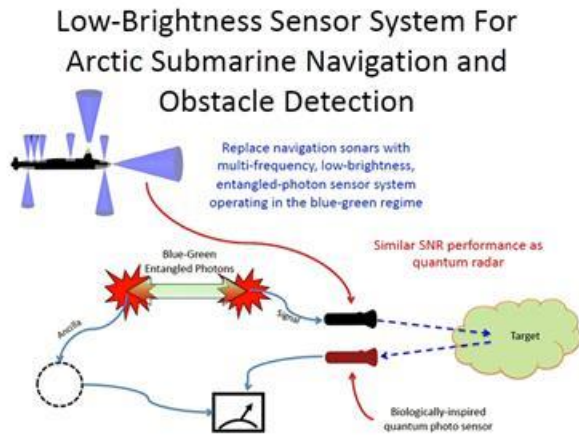 Low-Brightness Sensor System For
Arctic Submarine Navigation and
Obstacle Detection
Replace navigation sonars with
multi-frequency, low-brightness,
entangled-photon sensor system
operating in the blue-green regime
Similar SNR performance as
quantum radar
Blue-Green
Entangled Photons
Signal
Ancilla
Target
Biologically-inspired
quantum photo sensor